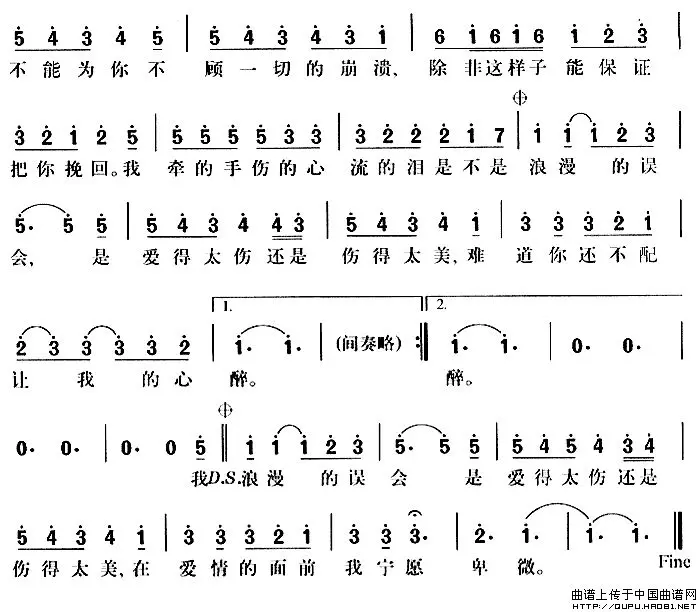 5 4 3 4 5 | 5 4 3 4 3 1 | 6 1 6 1 6 1 2 3 |
不能为你不 顾一切的崩溃, 除非这样子能保证
3 2 1 2 5 | 5 5 5 5 3 3 | 3 2 2 2 1 7 | 1 1 1 2 3 |
把你挽回。我 牵的手伤的心 流的泪是不是 浪漫的误
5· 5 5 | 5 4 3 4 4 3 | 5 4 3 4 1 | 3 3 3 2 1 |
会, 是 爱得太伤还是 伤得太美,难 道你还不配
1. 2.
2 3 3 3 3 2 | 1· 1· | (间奏略) :‖ 1· 1· | 0· 0· |
让我的心 醉。 醉。
0· 0· | 0· 0 5 ‖ 1 1 1 2 3 | 5· 5 5 | 5 4 5 4 3 4 |
我D.S.浪漫的误 会 是 爱得太伤还是
5 4 3 4 1 | 3 3 3 2 1 | 3 3 3· | 2· 1· | 1· 1· ‖
伤得太美,在 爱情的面前 我宁愿 卑微。 Fine
曲谱上传于中国曲谱网
HTTP://QUPU.HAO81.NET